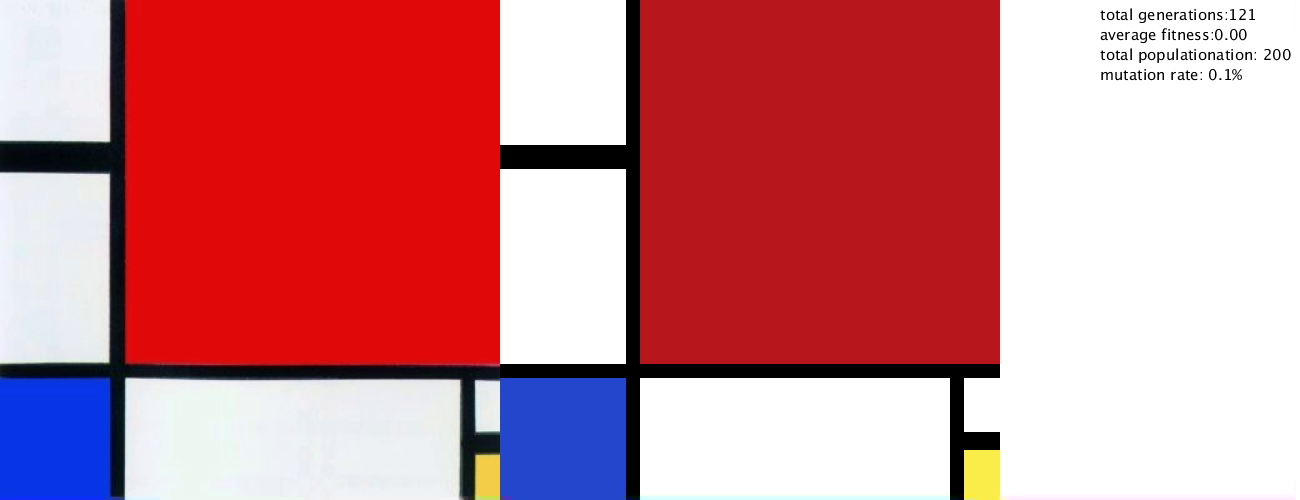 total generations:121
average fitness:0.00
total populationation: 200
mutation rate: 0.1%